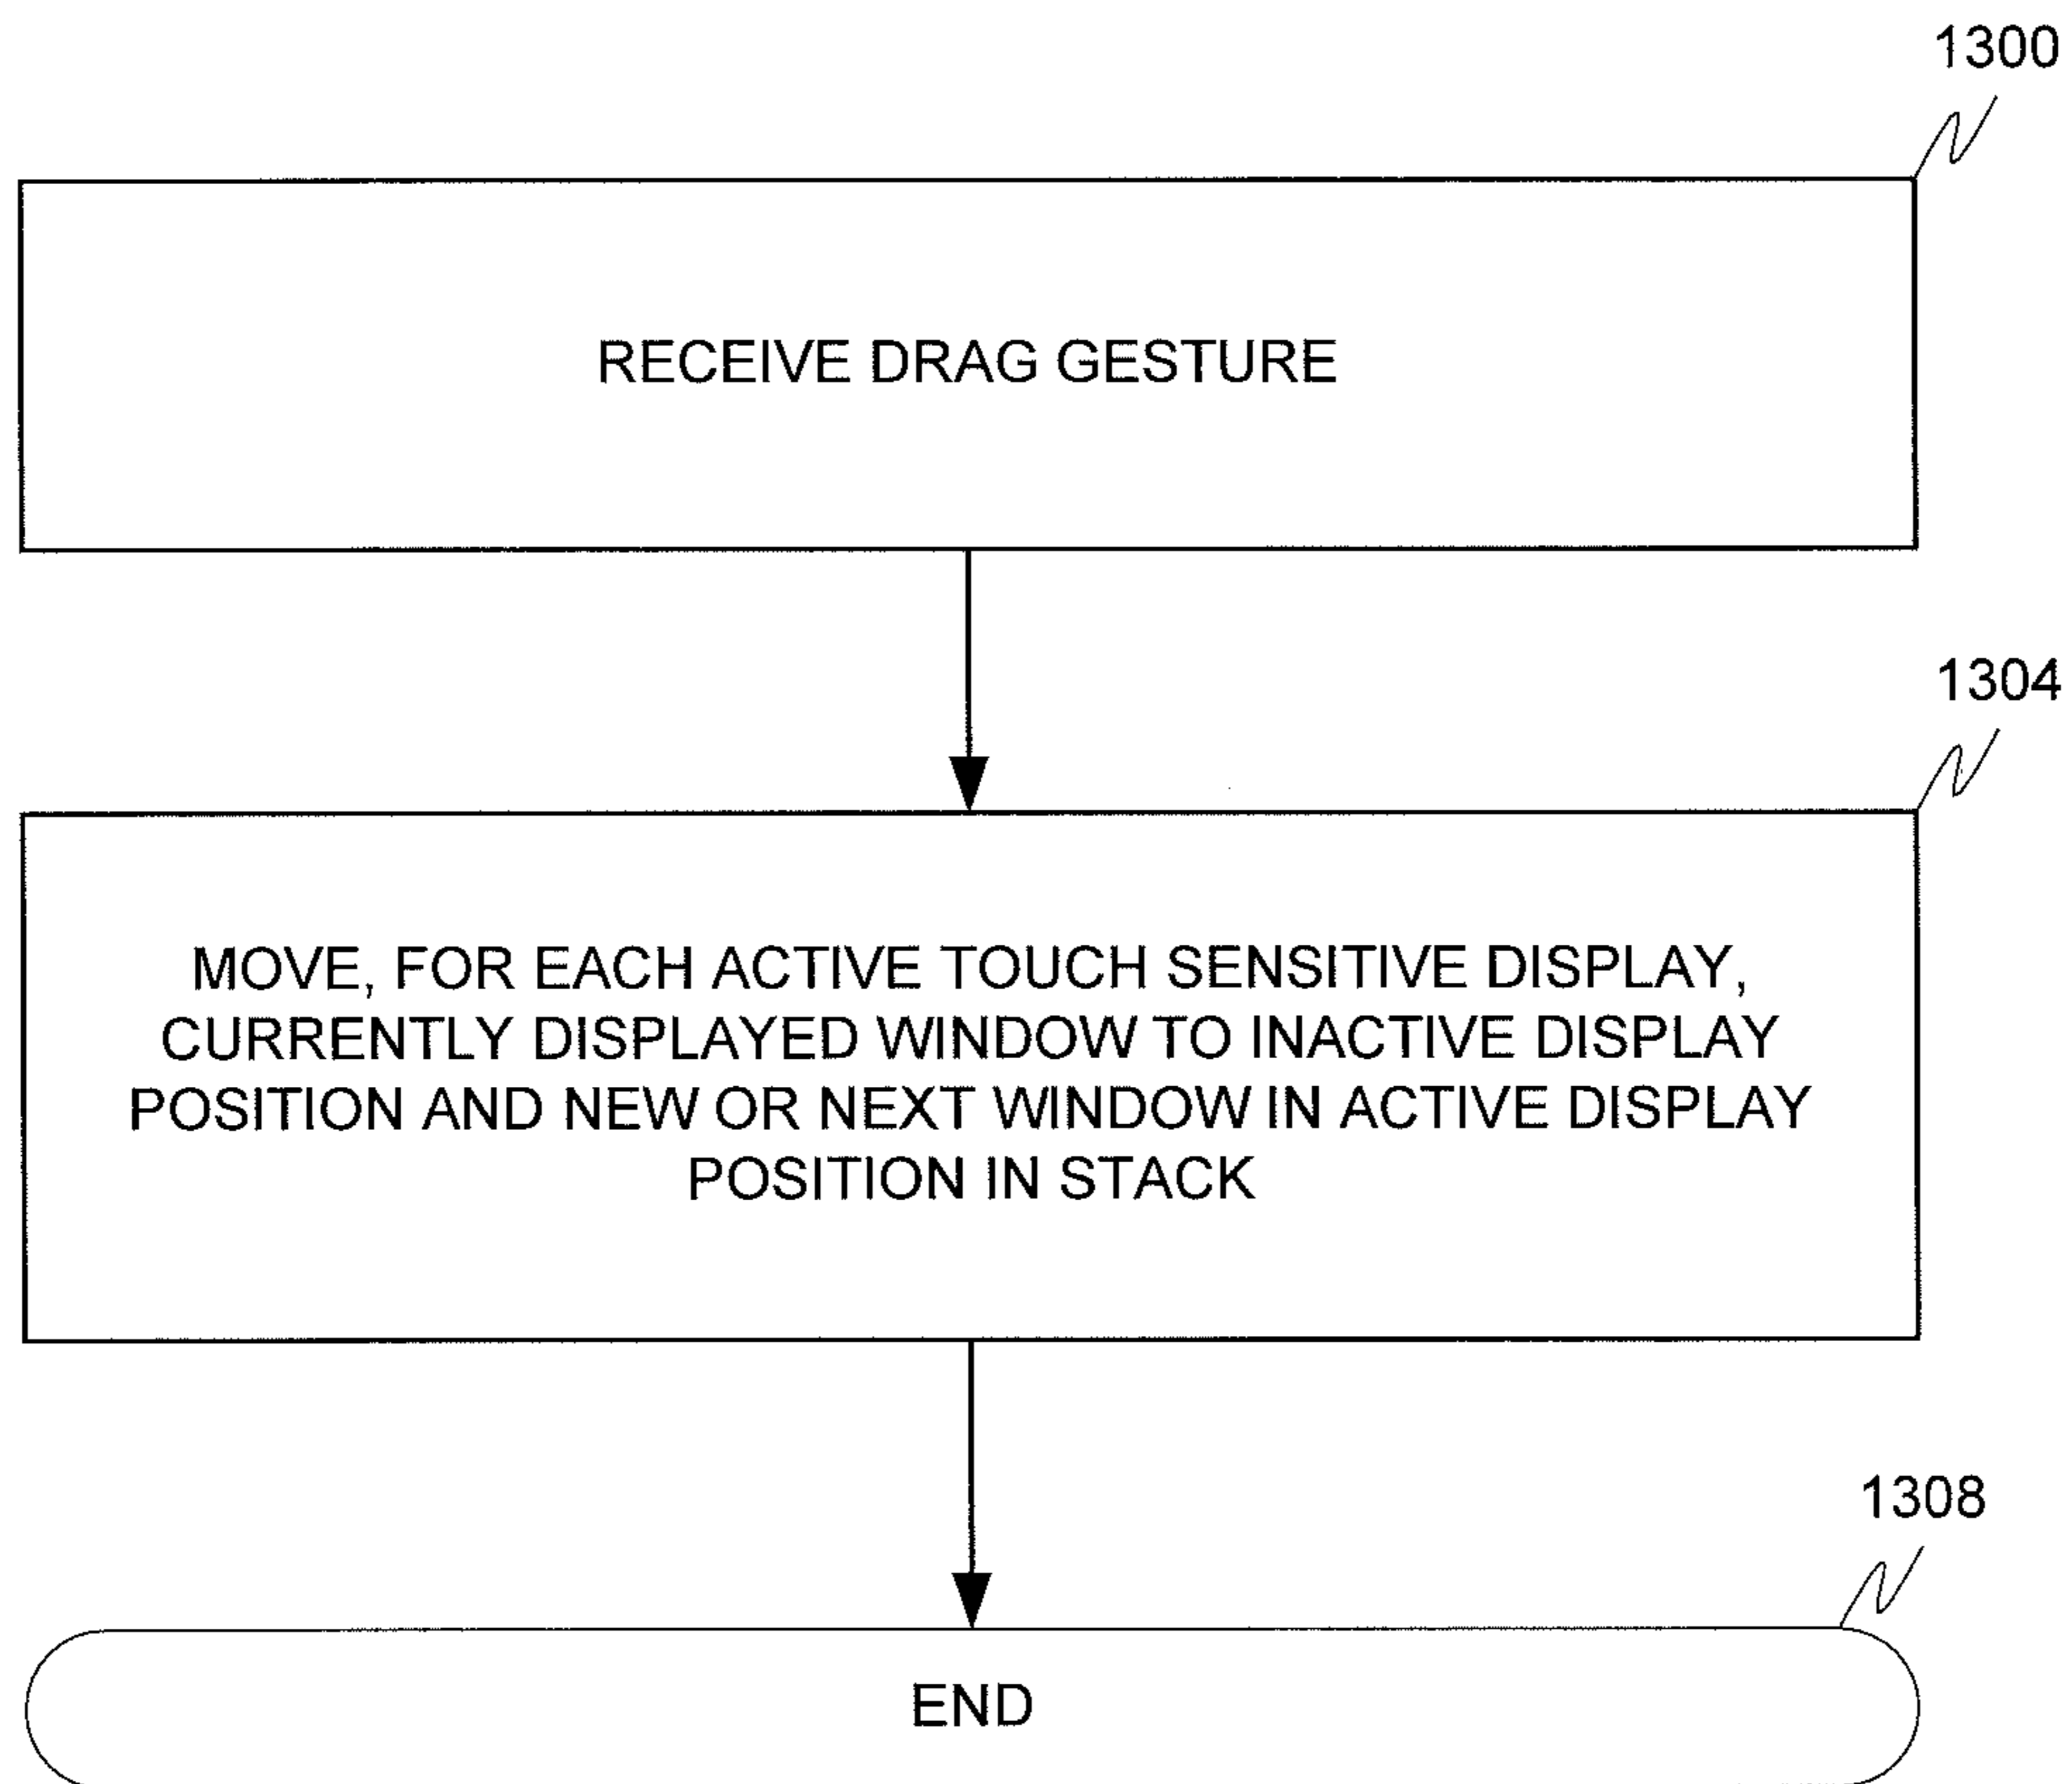 1300
RECEIVE DRAG GESTURE
1304
MOVE, FOR EACH ACTIVE TOUCH SENSITIVE DISPLAY,
CURRENTLY DISPLAYED WINDOW TO INACTIVE DISPLAY
POSITION AND NEW OR NEXT WINDOW IN ACTIVE DISPLAY
POSITION IN STACK
1308
END